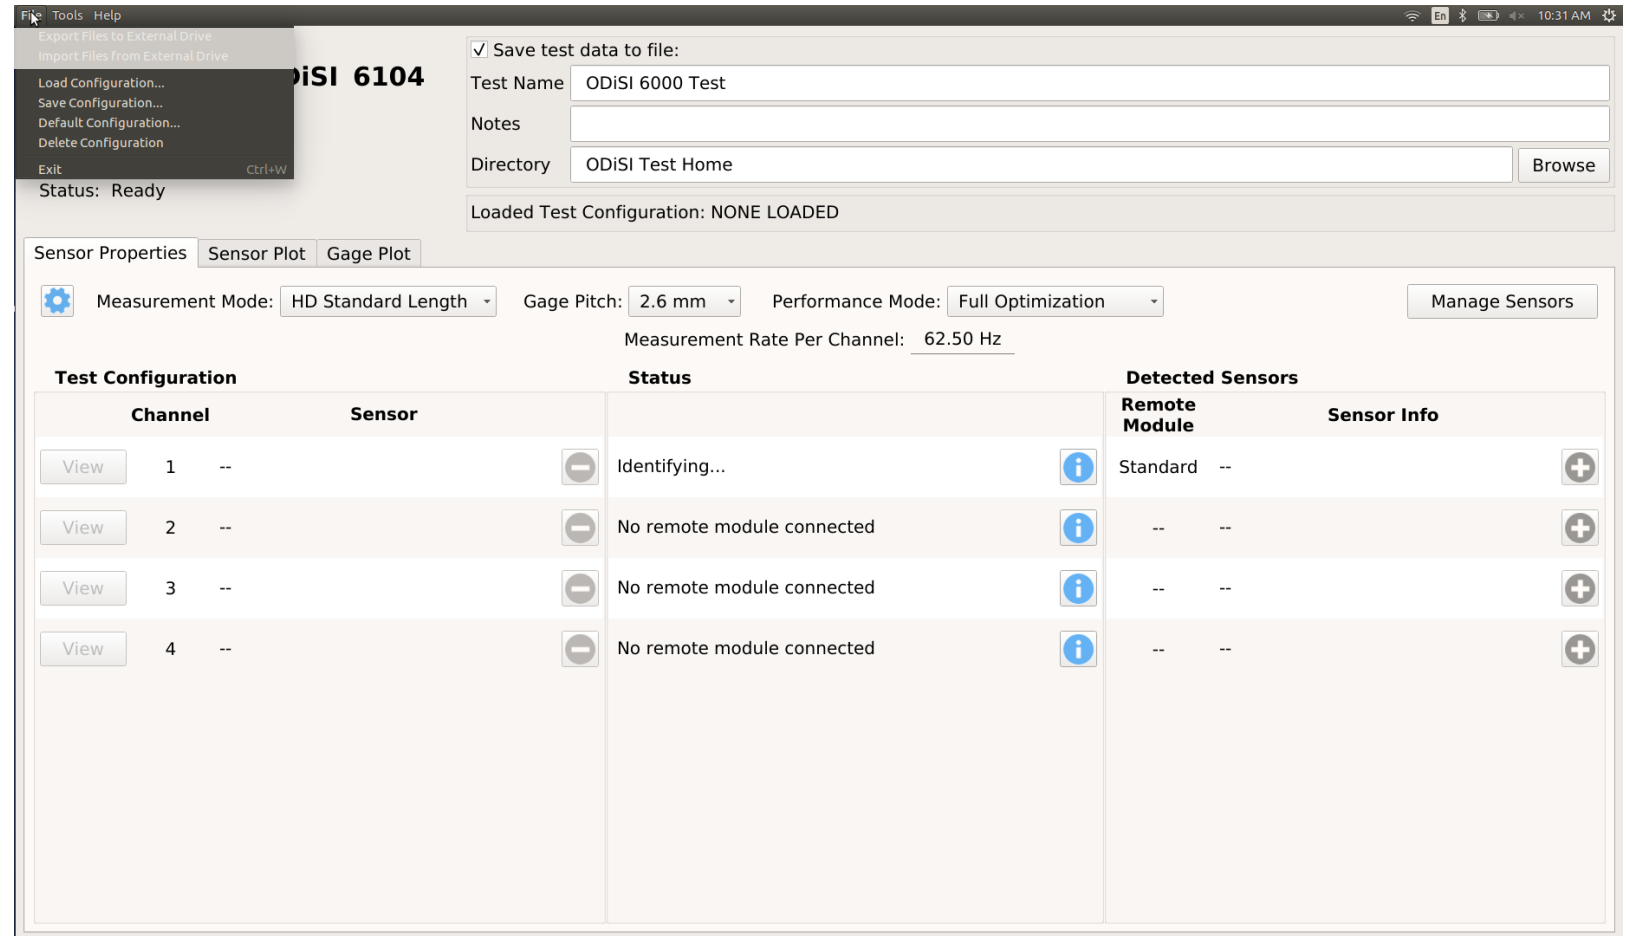 File Tools Help
En 10:31 AM
Export Files to External Drive
Import Files from External Drive
Load Configuration...
Save Configuration...
Default Configuration...
Delete Configuration
Exit Ctrl+W
DiSI 6104
Status: Ready
Save test data to file:
Test Name ODiSI 6000 Test
Notes
Directory ODiSI Test Home Browse
Loaded Test Configuration: NONE LOADED
Sensor Properties Sensor Plot Gage Plot
Measurement Mode: HD Standard Length Gage Pitch: 2.6 mm Performance Mode: Full Optimization Manage Sensors
Measurement Rate Per Channel: 62.50 Hz
Test Configuration Status Detected Sensors
Channel Sensor Remote Module Sensor Info
View 1 -- Identifying... Standard --
View 2 -- No remote module connected -- --
View 3 -- No remote module connected -- --
View 4 -- No remote module connected -- --